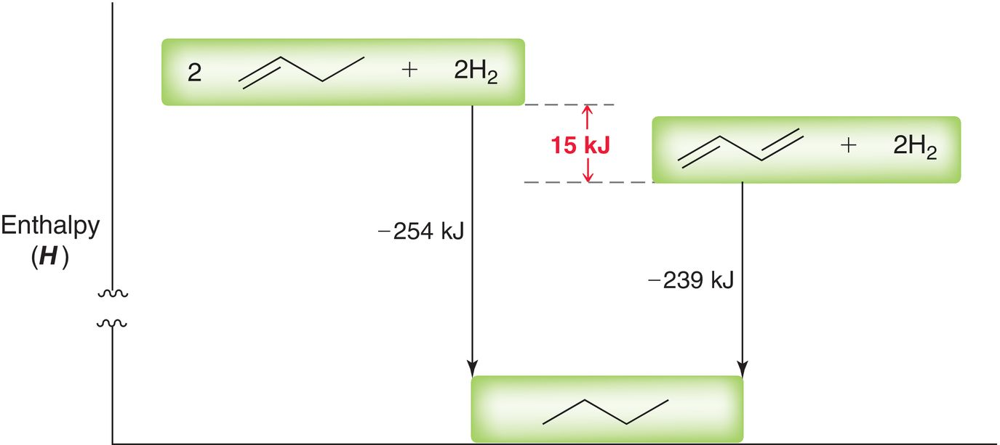 2 + 2H₂
15 kJ
+ 2H₂
Enthalpy
(H)
−254 kJ
−239 kJ